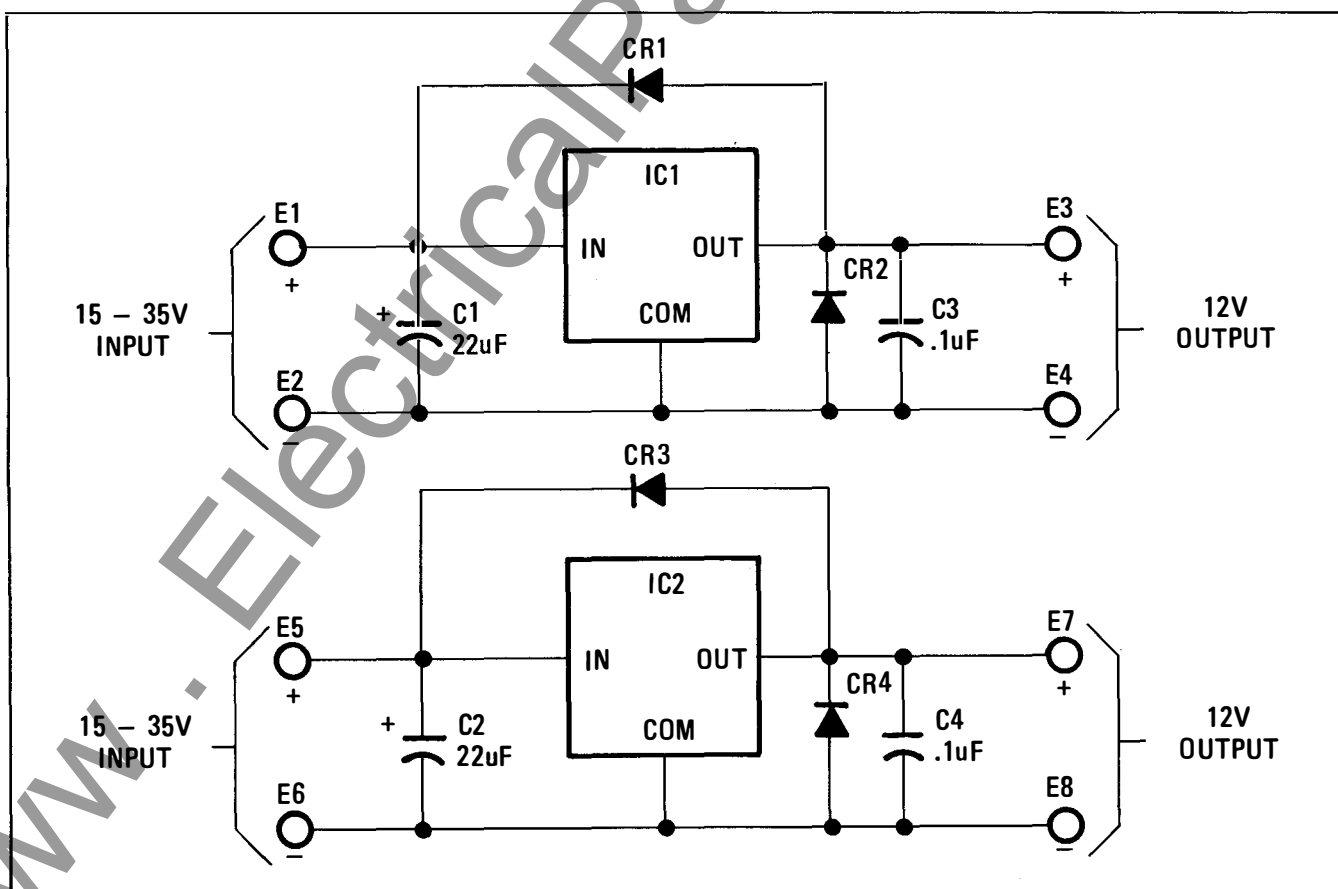 CR1
IC1
E1
E3
IN
OUT
CR2
+
+
15 – 35V
INPUT
+
C1
22uF
COM
C3
.1uF
12V
OUTPUT
E2
E4
–
–
CR3
IC2
E5
E7
IN
OUT
CR4
+
+
15 – 35V
INPUT
+
C2
22uF
COM
C4
.1uF
12V
OUTPUT
E6
E8
–
–
www . ElectricalPa